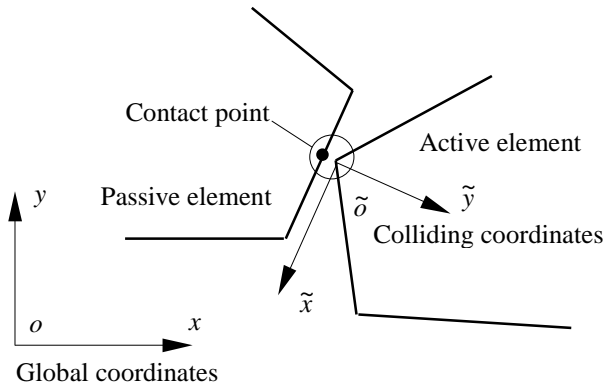 Contact point
Active element
Passive element
y
õ
ỹ
Colliding coordinates
x̃
o
x
Global coordinates